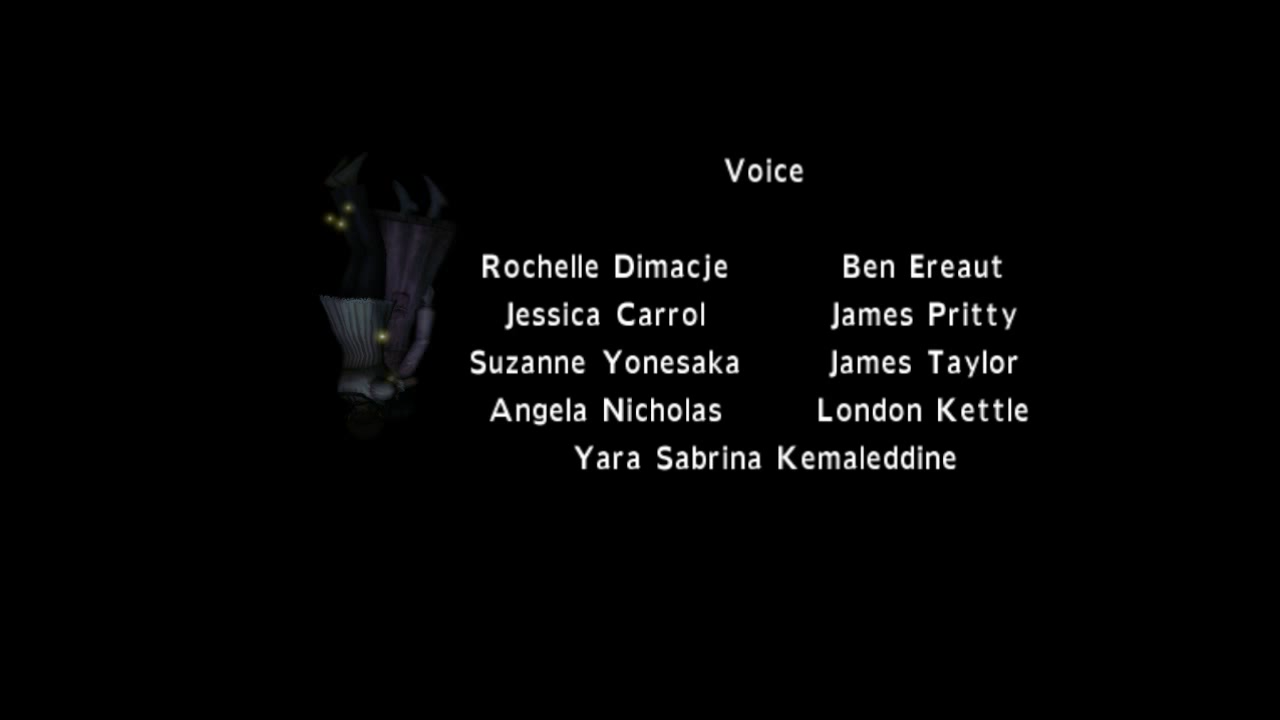 Voice
Rochelle Dimacje Ben Ereaut
Jessica Carrol James Pritty
Suzanne Yonesaka James Taylor
Angela Nicholas London Kettle
Yara Sabrina Kemaleddine